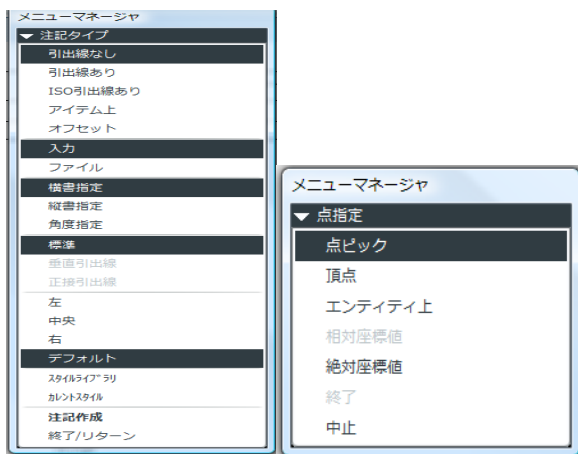 メニューマネージャ
▼ 注記タイプ
引出線なし
引出線あり
ISO引出線あり
アイテム上
オフセット
入力
ファイル
横書指定
縦書指定
角度指定
標準
垂直引出線
正接引出線
左
中央
右
デフォルト
スタイルライブラリ
カレントスタイル
注記作成
終了/リターン
メニューマネージャ
▼ 点指定
点ピック
頂点
エンティティ上
相対座標値
絶対座標値
終了
中止